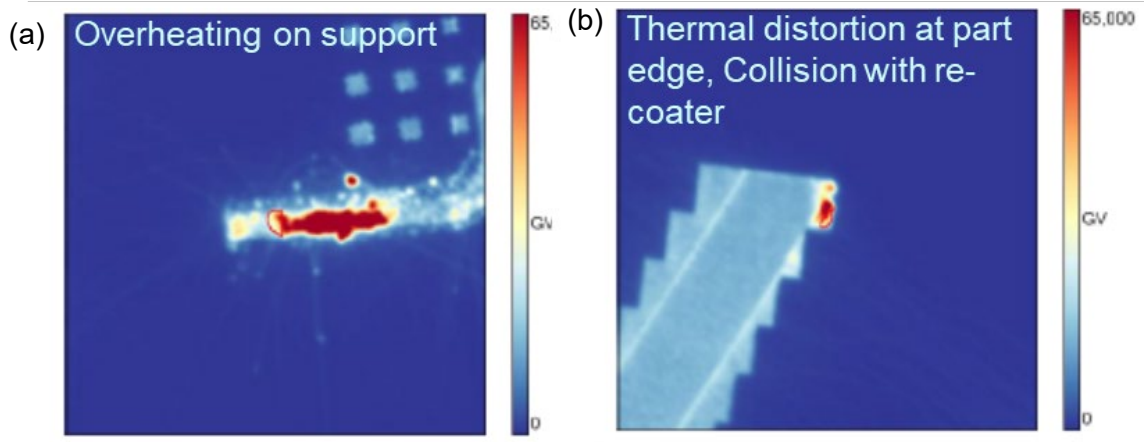 (a)
Overheating on support
65,
GV
0
(b)
Thermal distortion at part
edge, Collision with re-
coater
65,000
GV
0